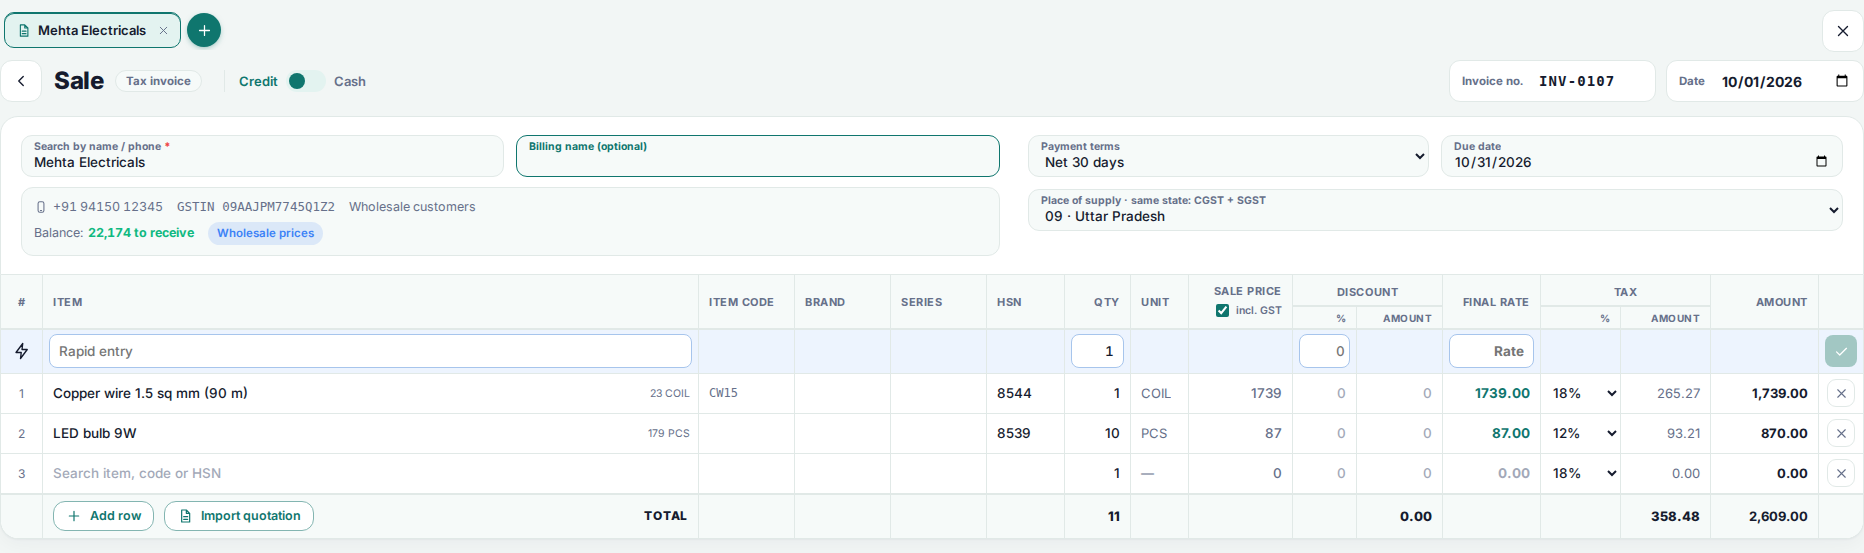 Mehta Electricals
Sale Tax invoice Credit Cash Invoice no. INV-0107 Date 10/01/2026
Search by name / phone * Billing name (optional) Payment terms Due date
Mehta Electricals Net 30 days 10/31/2026
+91 94150 12345 GSTIN 09AAJPM7745Q1Z2 Wholesale customers
Balance: 22,174 to receive Wholesale prices
Place of supply · same state: CGST + SGST
09 · Uttar Pradesh
# ITEM ITEM CODE BRAND SERIES HSN QTY UNIT SALE PRICE DISCOUNT FINAL RATE TAX AMOUNT
incl. GST % AMOUNT % AMOUNT
Rapid entry 1 0 Rate
1 Copper wire 1.5 sq mm (90 m) 23 COIL CW15 8544 1 COIL 1739 0 0 1739.00 18% 265.27 1,739.00
2 LED bulb 9W 179 PCS 8539 10 PCS 87 0 0 87.00 12% 93.21 870.00
3 Search item, code or HSN 1 — 0 0 0 0.00 18% 0.00 0.00
Add row Import quotation TOTAL 11 0.00 358.48 2,609.00